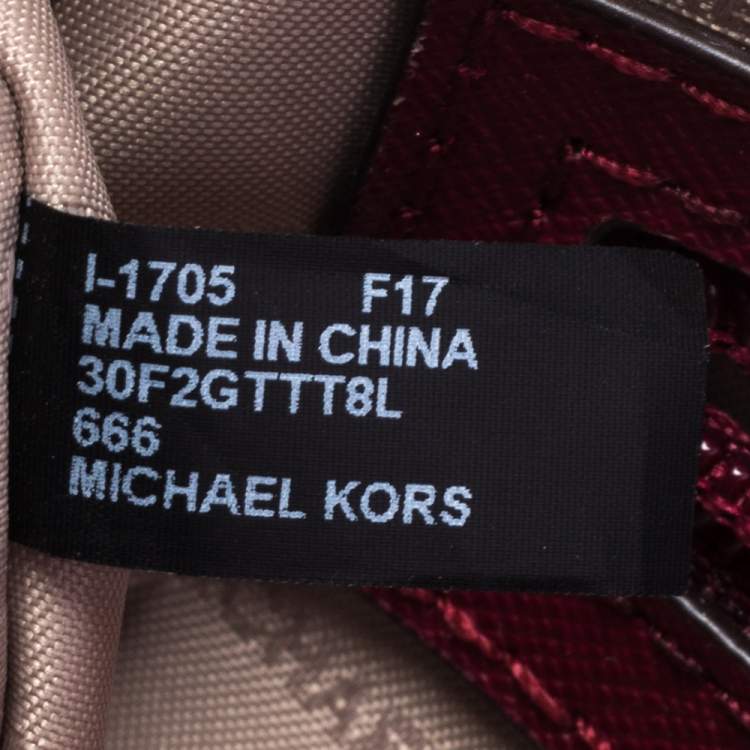 I-1705 F17
MADE IN CHINA
30F2GTTT8L
666
MICHAEL KORS